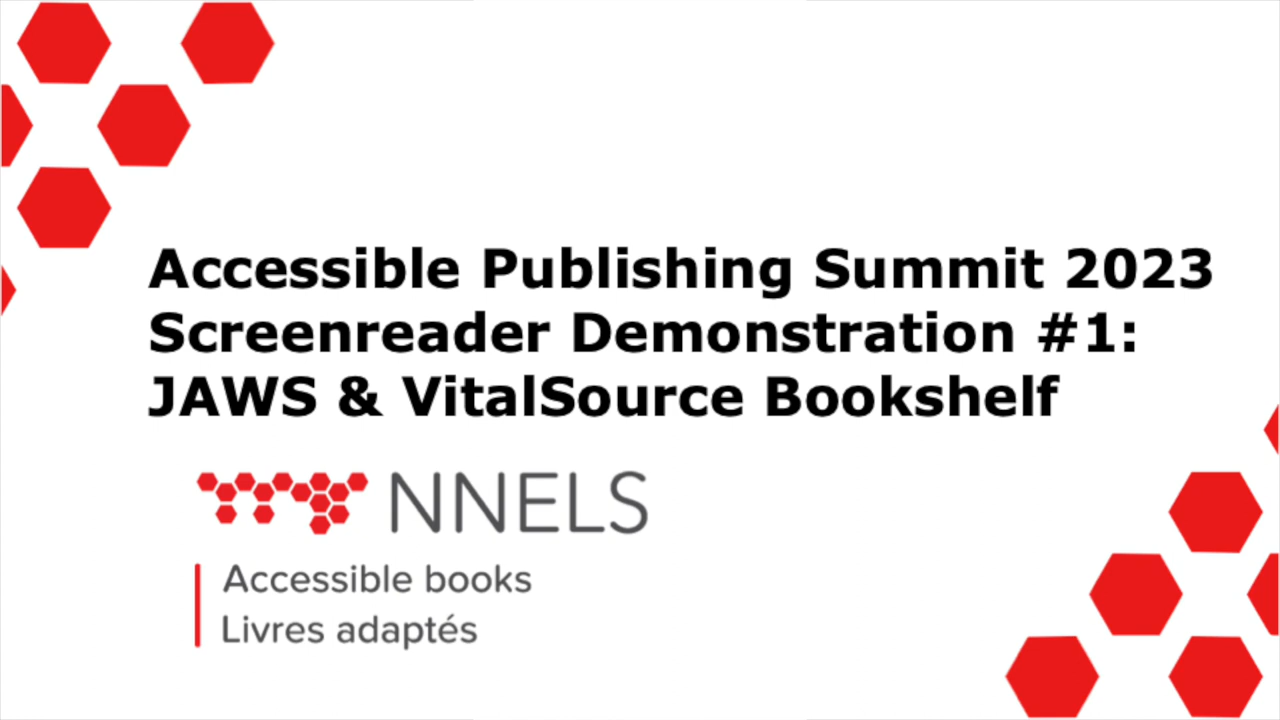 Accessible Publishing Summit 2023
Screenreader Demonstration #1:
JAWS & VitalSource Bookshelf
NNELS
Accessible books
Livres adaptés